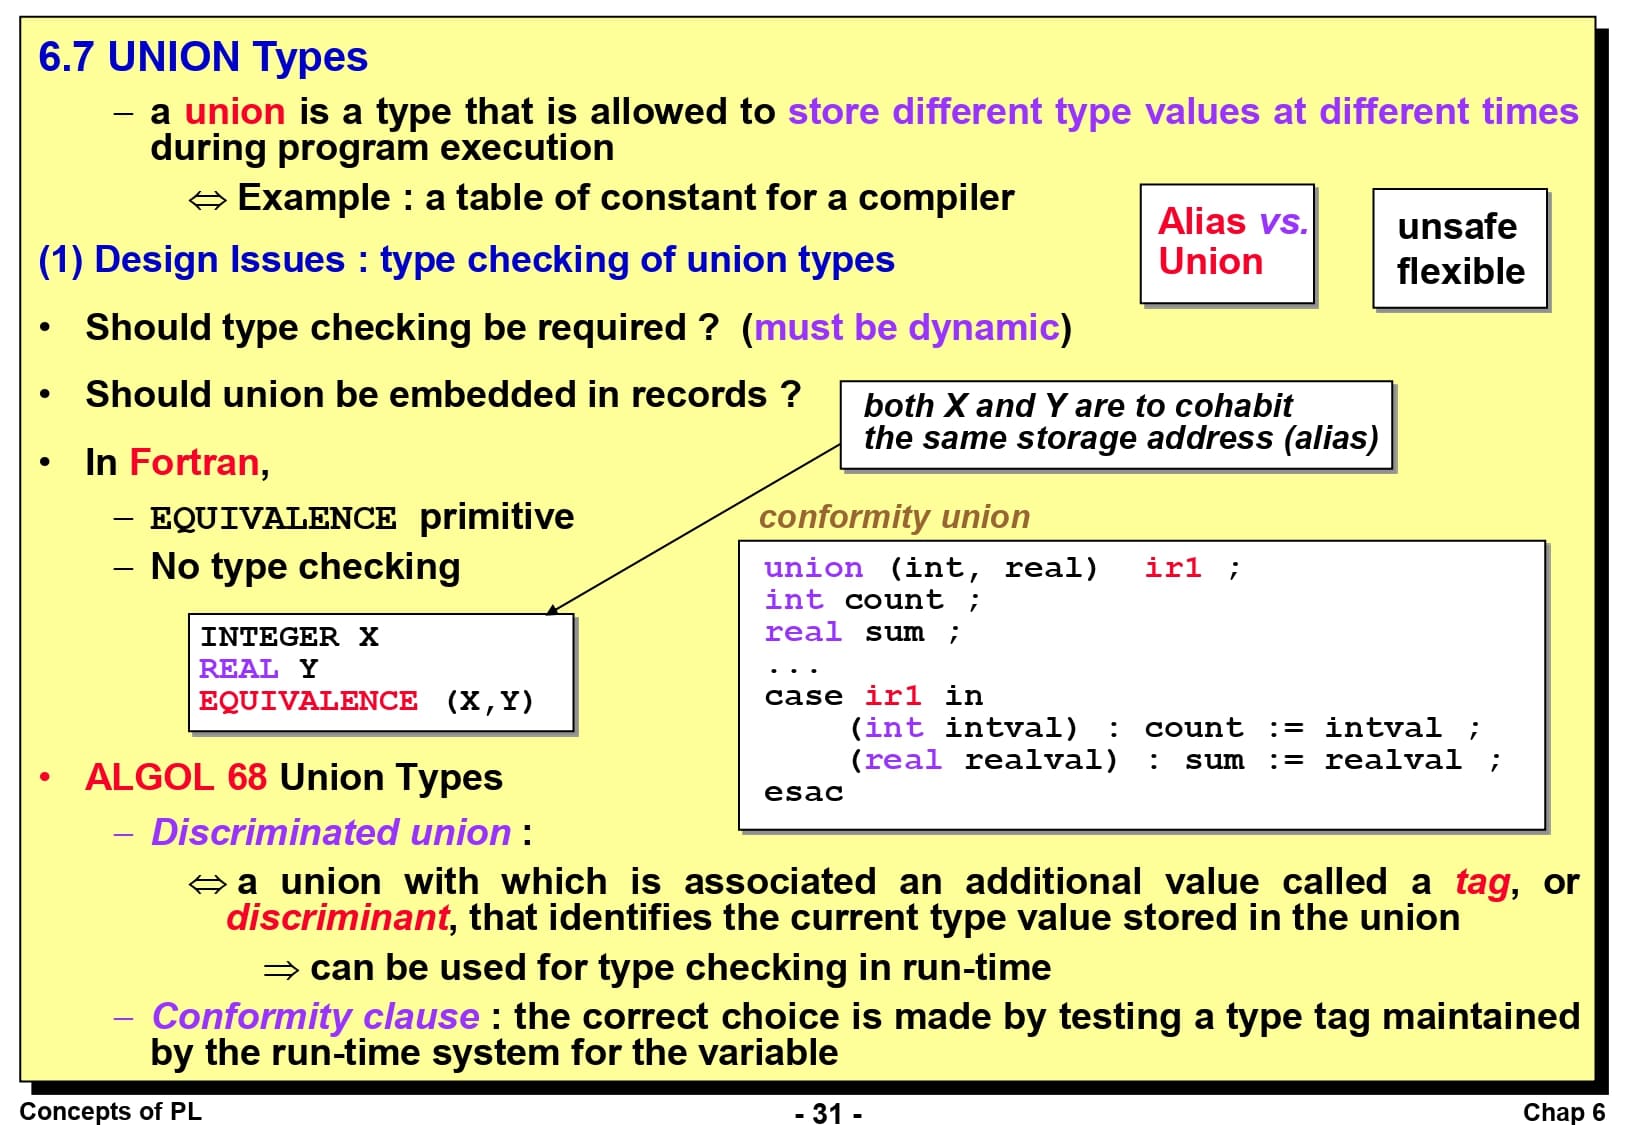 6.7 UNION Types
– a union is a type that is allowed to store different type values at different times
during program execution
⇔ Example : a table of constant for a compiler
Alias vs.
Union
unsafe
flexible
(1) Design Issues : type checking of union types
• Should type checking be required ? (must be dynamic)
• Should union be embedded in records ?
both X and Y are to cohabit
the same storage address (alias)
• In Fortran,
– EQUIVALENCE primitive
– No type checking
INTEGER X
REAL Y
EQUIVALENCE (X,Y)
conformity union
union (int, real) ir1 ;
int count ;
real sum ;
...
case ir1 in
(int intval) : count := intval ;
(real realval) : sum := realval ;
esac
• ALGOL 68 Union Types
– Discriminated union :
⇔ a union with which is associated an additional value called a tag, or
discriminant, that identifies the current type value stored in the union
⇒ can be used for type checking in run-time
– Conformity clause : the correct choice is made by testing a type tag maintained
by the run-time system for the variable
Concepts of PL
- 31 -
Chap 6